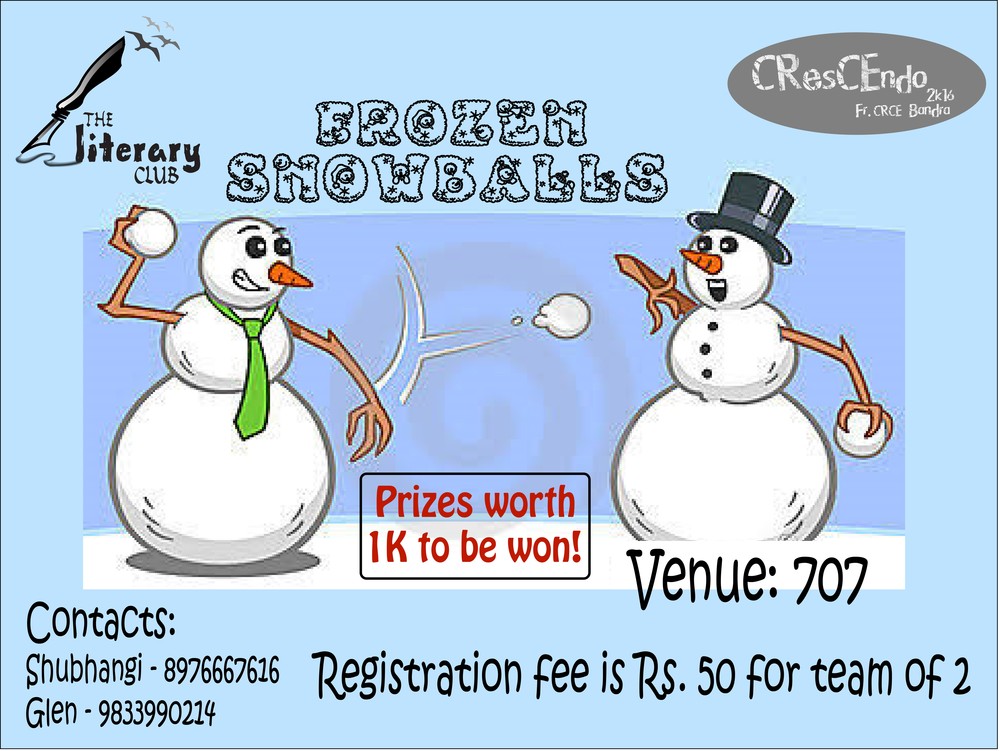 THE
Literary
CLUB
CResCEndo
2k16
Fr. CRCE Bandra
FROZEN
SNOWBALLS
Prizes worth
1K to be won!
Venue: 707
Contacts:
Shubhangi - 8976667616
Glen - 9833990214
Registration fee is Rs. 50 for team of 2